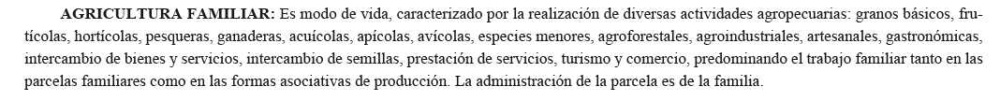 AGRICULTURA FAMILIAR: Es modo de vida, caracterizado por la realización de diversas actividades agropecuarias: granos básicos, fru-
tícolas, hortícolas, pesqueras, ganaderas, acuícolas, apícolas, avícolas, especies menores, agroforestales, agroindustriales, artesanales, gastronómicas,
intercambio de bienes y servicios, intercambio de semillas, prestación de servicios, turismo y comercio, predominando el trabajo familiar tanto en las
parcelas familiares como en las formas asociativas de producción. La administración de la parcela es de la familia.